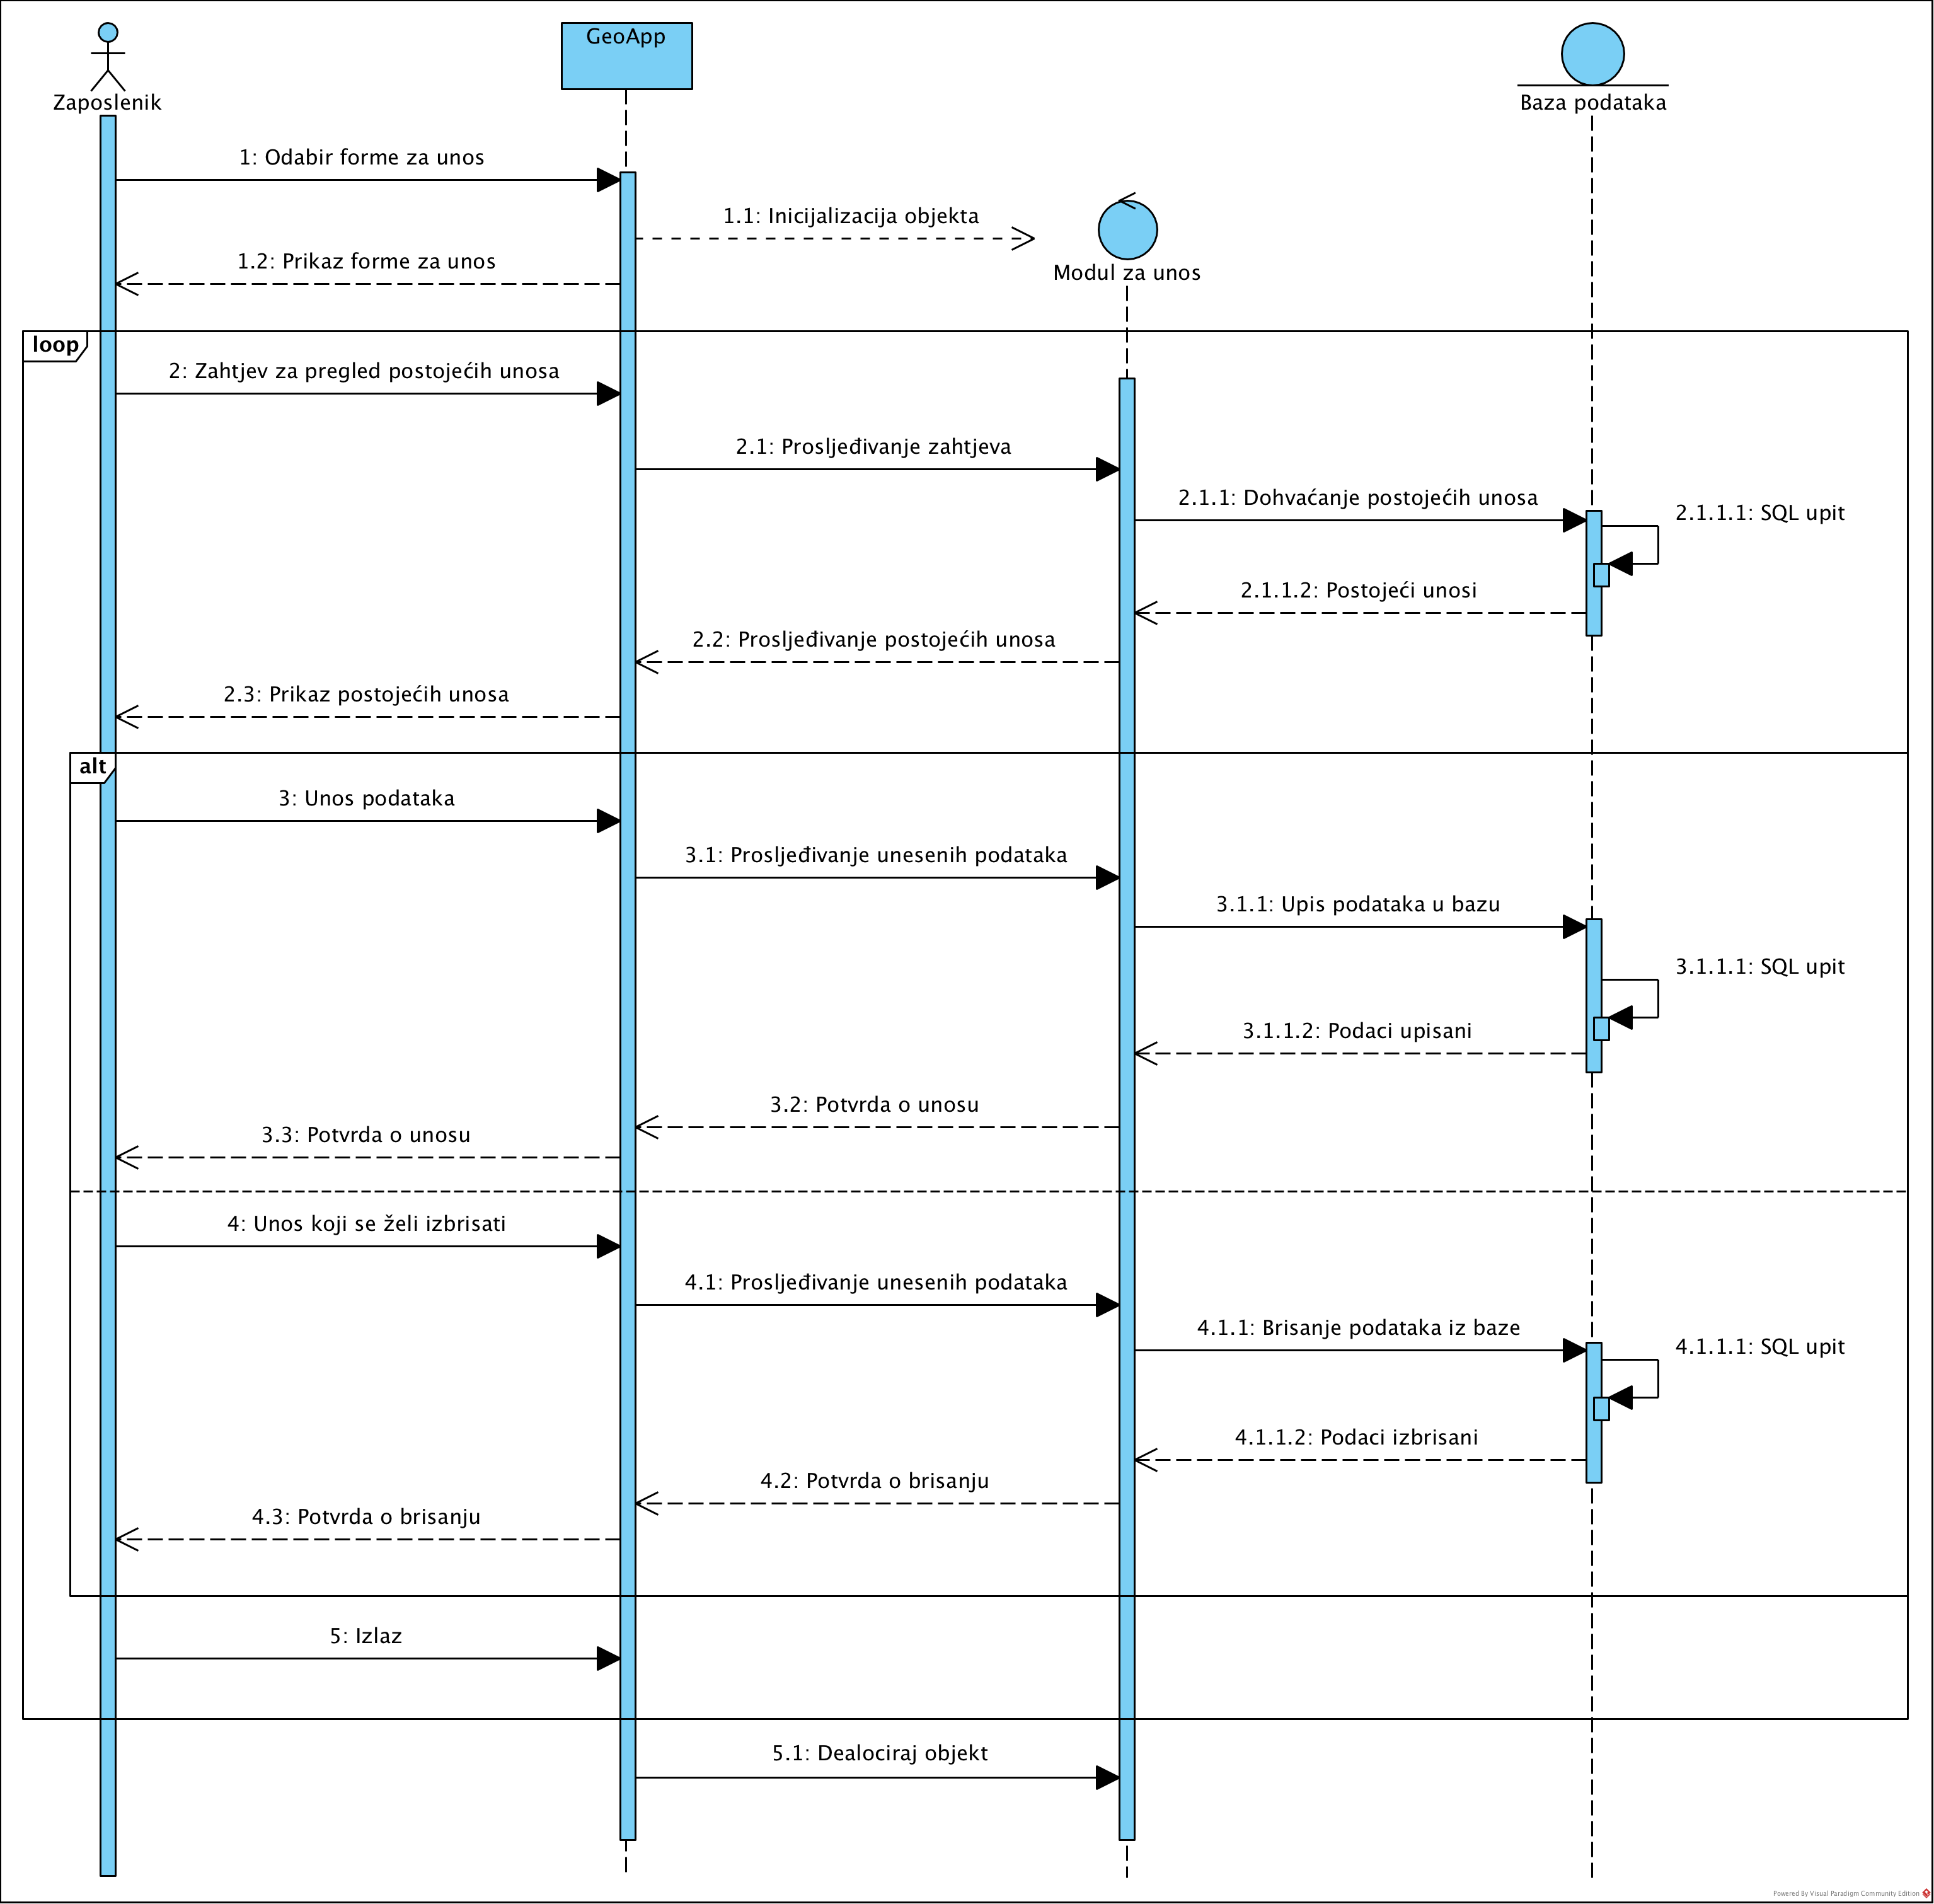 GeoApp
Zaposlenik
Baza podataka
1: Odabir forme za unos
1.1: Inicijalizacija objekta
1.2: Prikaz forme za unos
Modul za unos
loop
2: Zahtjev za pregled postojećih unosa
2.1: Prosljeđivanje zahtjeva
2.1.1: Dohvaćanje postojećih unosa
2.1.1.1: SQL upit
2.1.1.2: Postojeći unosi
2.2: Prosljeđivanje postojećih unosa
2.3: Prikaz postojećih unosa
alt
3: Unos podataka
3.1: Prosljeđivanje unesenih podataka
3.1.1: Upis podataka u bazu
3.1.1.1: SQL upit
3.1.1.2: Podaci upisani
3.2: Potvrda o unosu
3.3: Potvrda o unosu
4: Unos koji se želi izbrisati
4.1: Prosljeđivanje unesenih podataka
4.1.1: Brisanje podataka iz baze
4.1.1.1: SQL upit
4.1.1.2: Podaci izbrisani
4.2: Potvrda o brisanju
4.3: Potvrda o brisanju
5: Izlaz
5.1: Dealociraj objekt
Powered By Visual Paradigm Community Edition